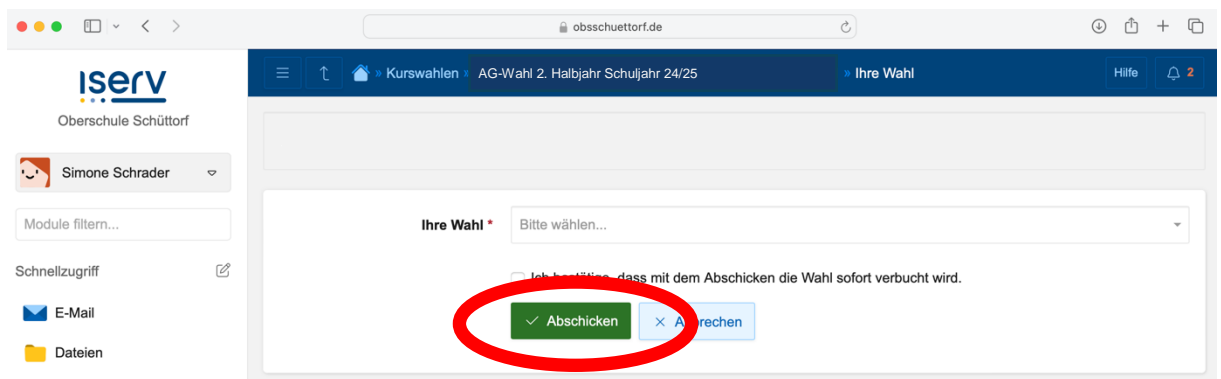 obsschuettorf.de
IServ
Oberschule Schüttorf
» Kurswahlen » AG-Wahl 2. Halbjahr Schuljahr 24/25 » Ihre Wahl
Hilfe
2
Simone Schrader
Module filtern...
Schnellzugriff
E-Mail
Dateien
Ihre Wahl *
Bitte wählen...
Ich bestätige, dass mit dem Abschicken die Wahl sofort verbucht wird.
Abschicken
Abbrechen